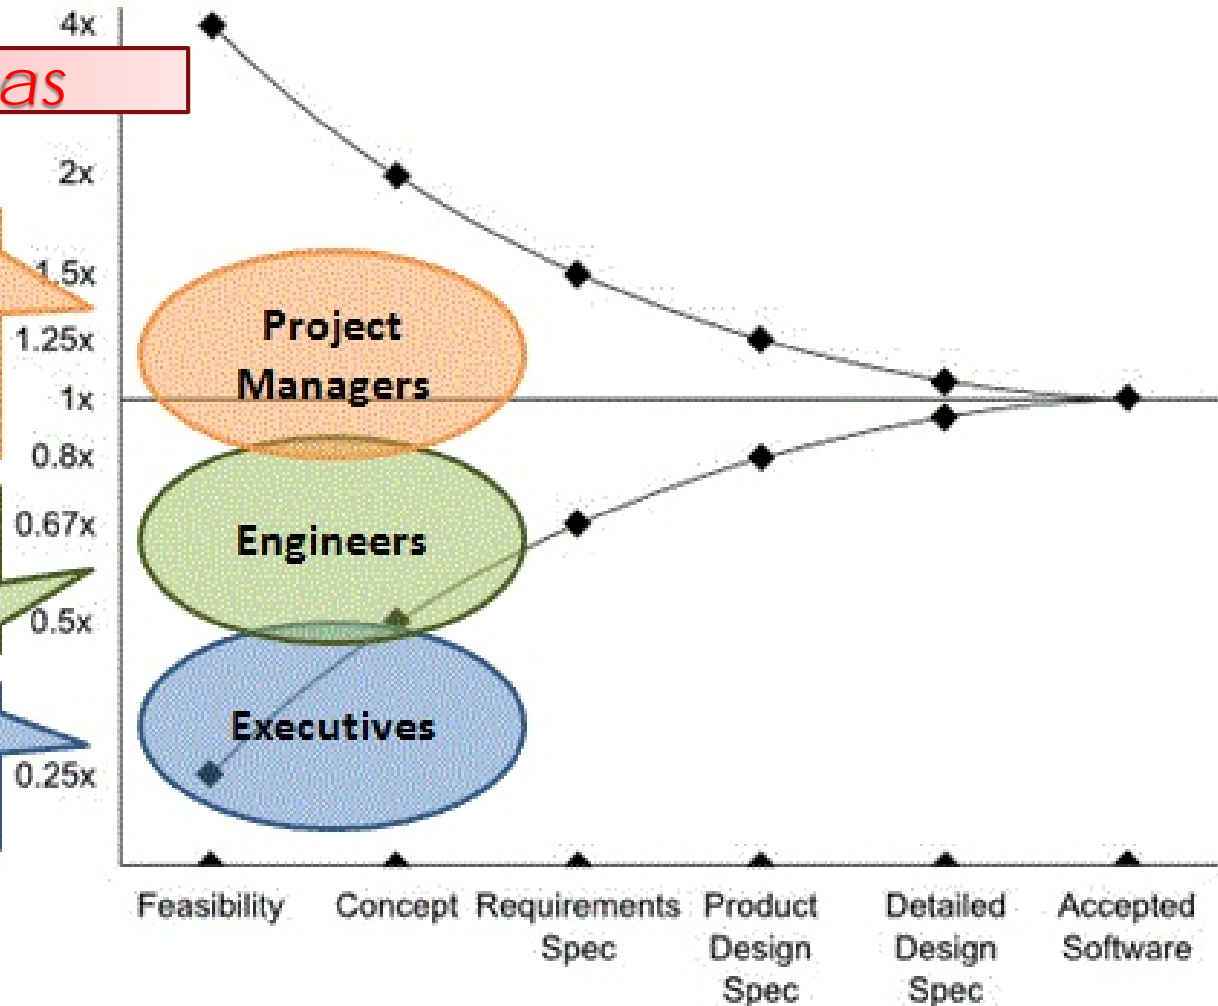 4x
as
2x
1.5x
Project
Managers
1.25x
1x
0.8x
Engineers
0.67x
0.5x
Executives
0.25x
Feasibility
Concept
Requirements
Spec
Product
Design
Spec
Detailed
Design
Spec
Accepted
Software